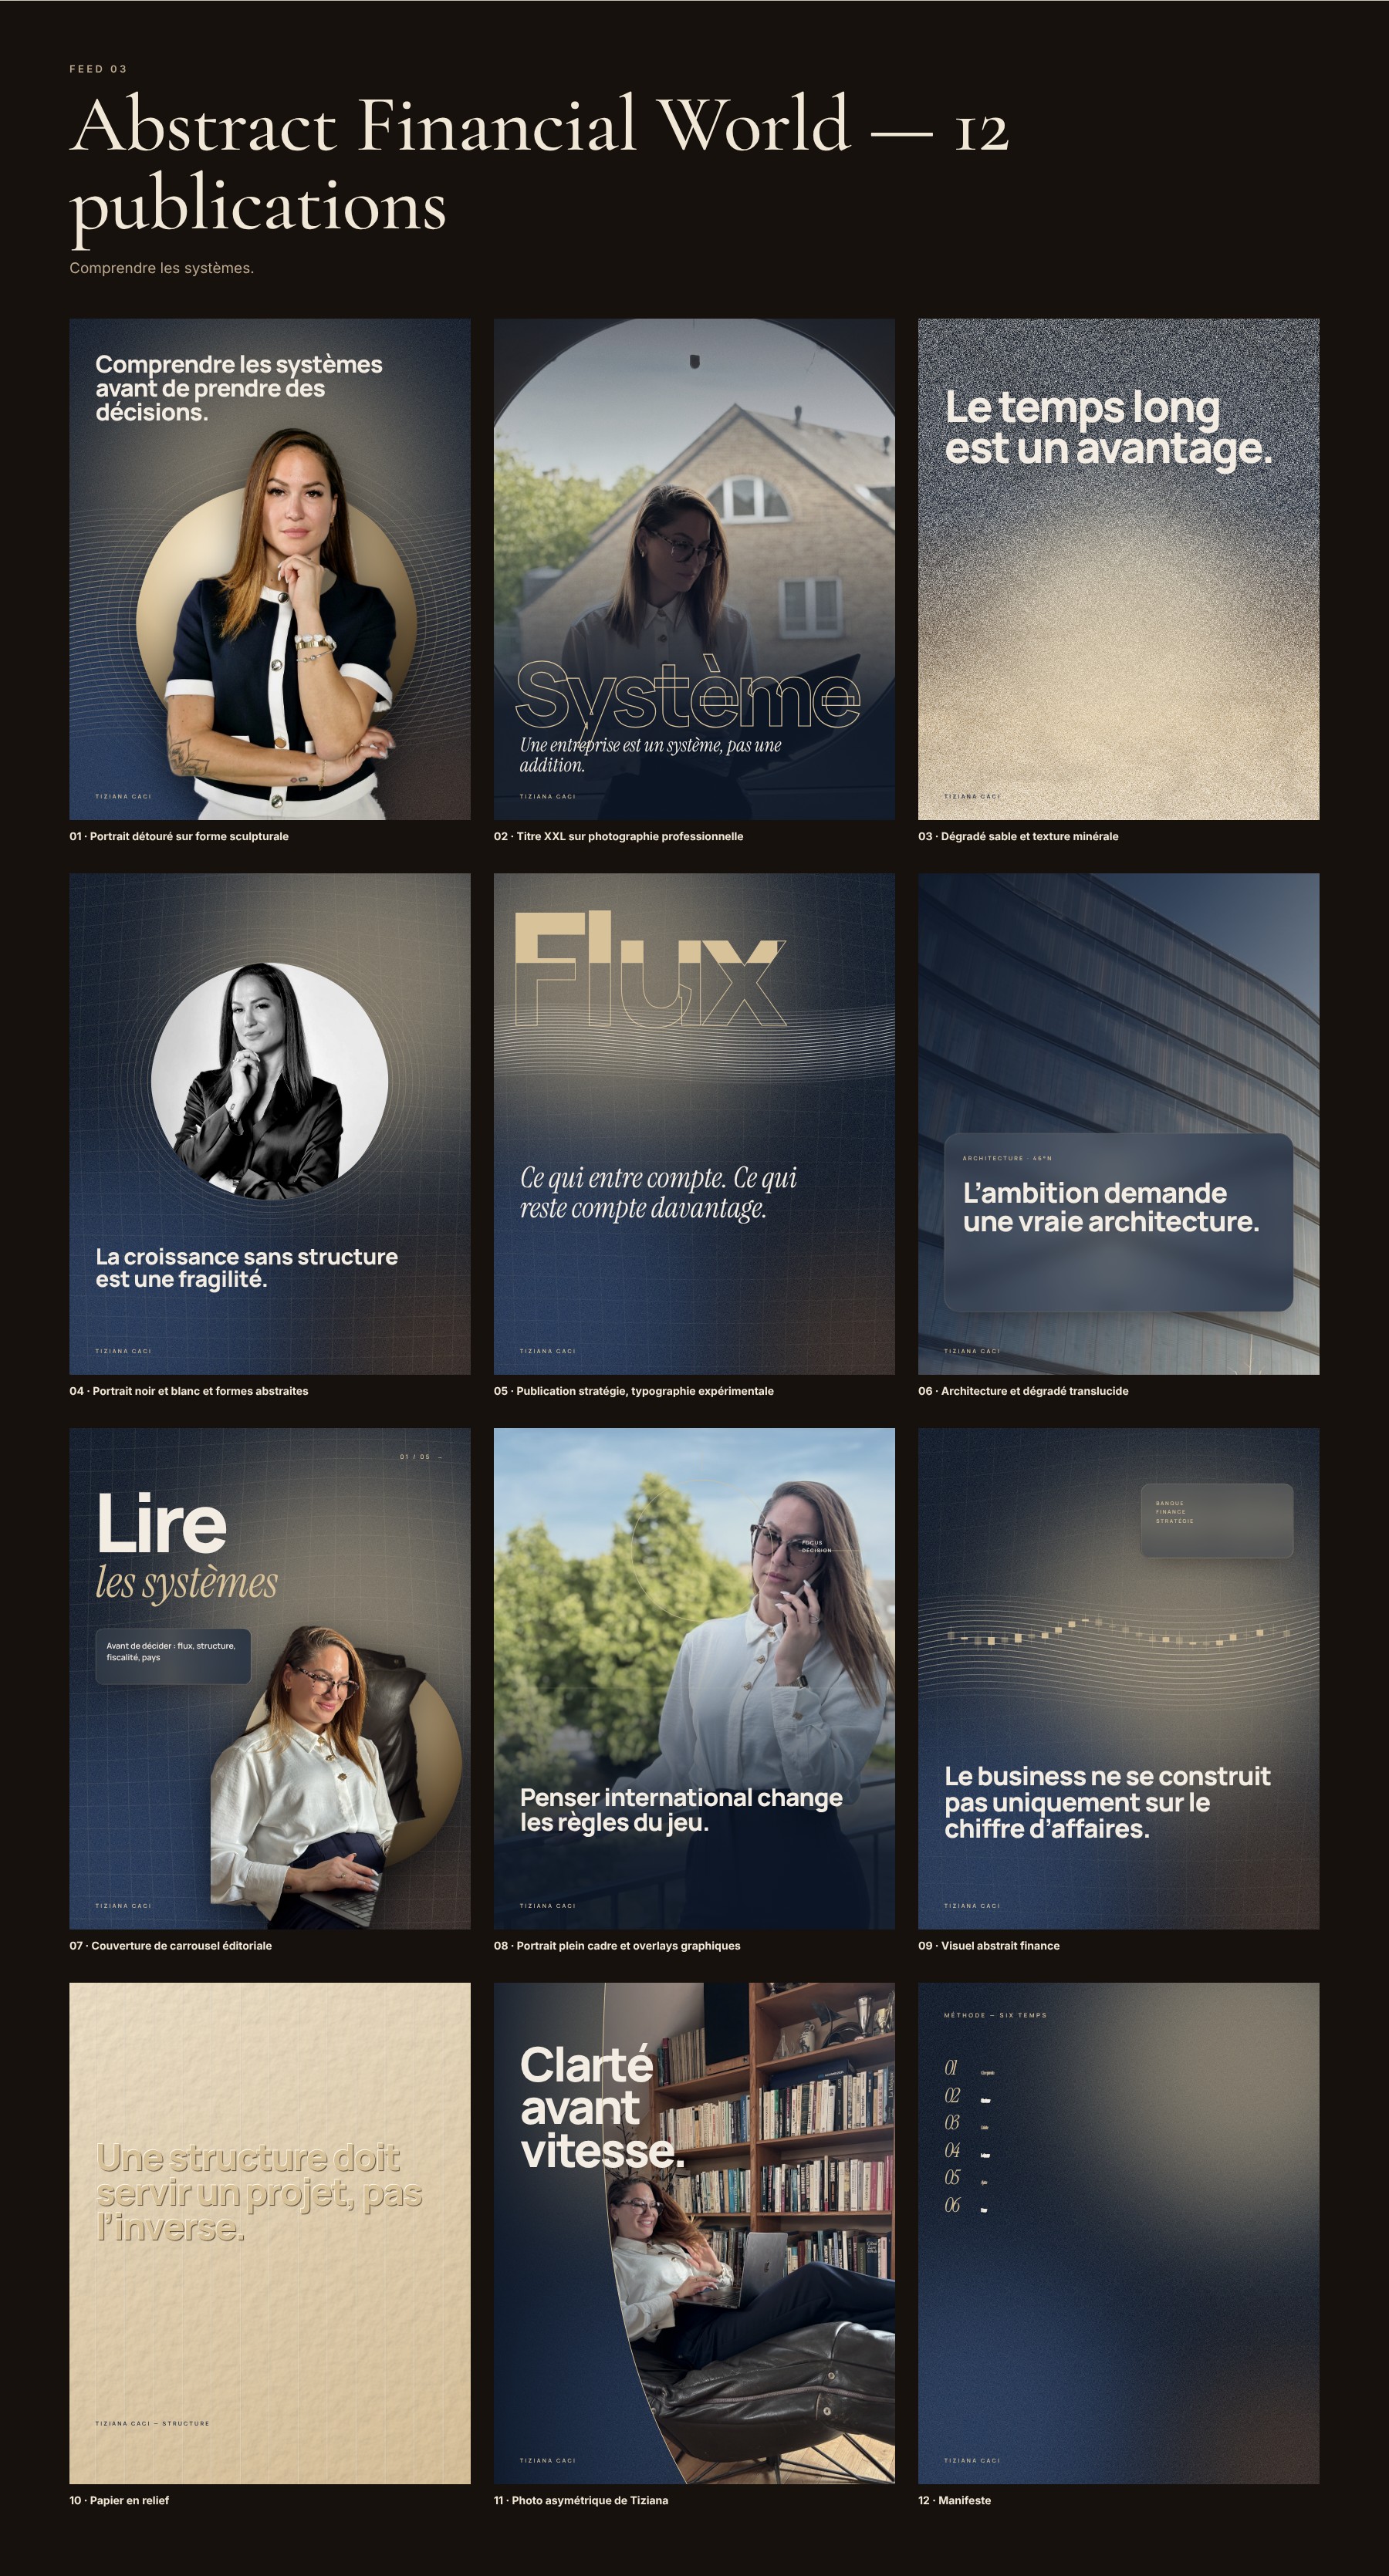 FEED 03
Abstract Financial World — 12
publications
Comprendre les systèmes.
Comprendre les systèmes
avant de prendre des
décisions.
TIZIANA CACI
01 · Portrait détouré sur forme sculpturale
Système
Une entreprise est un système, pas une
addition.
TIZIANA CACI
02 · Titre XXL sur photographie professionnelle
Le temps long
est un avantage.
TIZIANA CACI
03 · Dégradé sable et texture minérale
La croissance sans structure
est une fragilité.
TIZIANA CACI
04 · Portrait noir et blanc et formes abstraites
Flux
Ce qui entre compte. Ce qui
reste compte davantage.
TIZIANA CACI
05 · Publication stratégie, typographie expérimentale
ARCHITECTURE · 46°N
L’ambition demande
une vraie architecture.
TIZIANA CACI
06 · Architecture et dégradé translucide
01 / 05 →
Lire
les systèmes
Avant de décider : flux, structure,
fiscalité, pays
TIZIANA CACI
07 · Couverture de carrousel éditoriale
FOCUS
DÉCISION
Penser international change
les règles du jeu.
TIZIANA CACI
08 · Portrait plein cadre et overlays graphiques
BANQUE
FINANCE
STRATÉGIE
Le business ne se construit
pas uniquement sur le
chiffre d’affaires.
TIZIANA CACI
09 · Visuel abstrait finance
Une structure doit
servir un projet, pas
l’inverse.
TIZIANA CACI — STRUCTURE
10 · Papier en relief
Clarté
avant
vitesse.
TIZIANA CACI
11 · Photo asymétrique de Tiziana
MÉTHODE — SIX TEMPS
01
02
03
04
05
06
TIZIANA CACI
12 · Manifeste